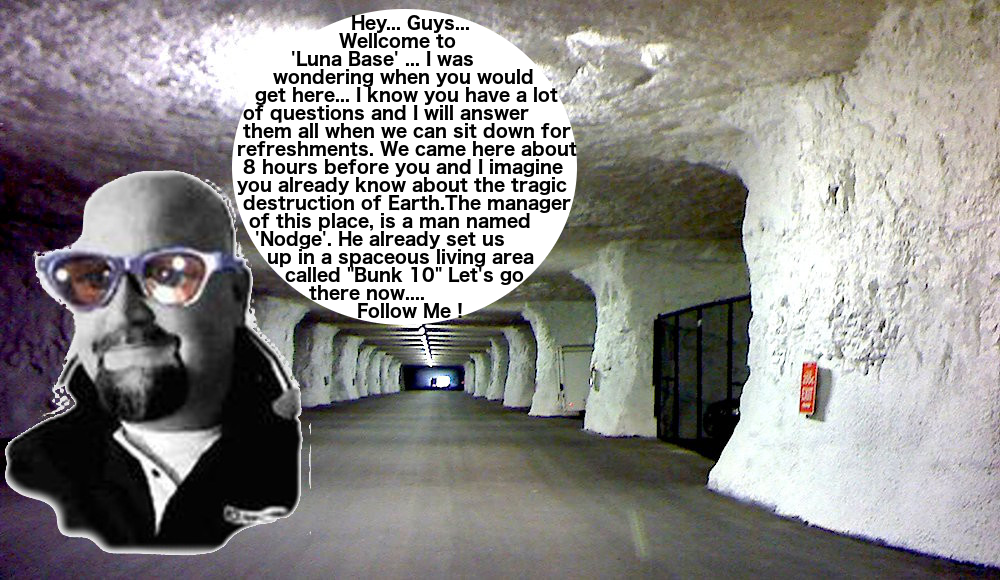 Hey... Guys...
Wellcome to
'Luna Base' ... I was
wondering when you would
get here... I know you have a lot
of questions and I will answer
them all when we can sit down for
refreshments. We came here about
8 hours before you and I imagine
you already know about the tragic
destruction of Earth.The manager
of this place, is a man named
'Nodge'. He already set us
up in a spaceous living area
called "Bunk 10" Let's go
there now....
Follow Me !